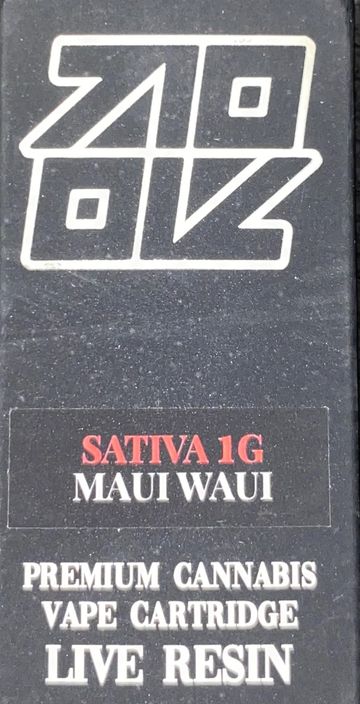 SATIVA 1G
MAUI WAUI
PREMIUM CANNABIS
VAPE CARTRIDGE
LIVE RESIN